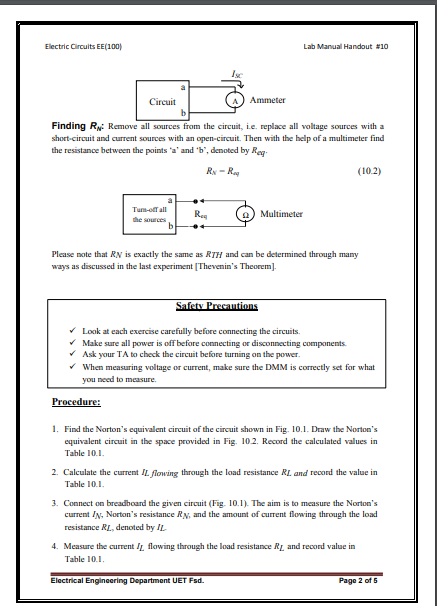 Electric Circuits EE(100) Lab Manual Handout #10
ISC
a
Circuit A Ammeter
b
Finding RN: Remove all sources from the circuit, i.e. replace all voltage sources with a
short-circuit and current sources with an open-circuit. Then with the help of a multimeter find
the resistance between the points 'a' and 'b', denoted by Req.
RN – Req (10.2)
a
Turn-off all
the sources Req Ω Multimeter
b
Please note that RN is exactly the same as RTH and can be determined through many
ways as discussed in the last experiment [Thevenin's Theorem].
Safety Precautions
✓ Look at each exercise carefully before connecting the circuits.
✓ Make sure all power is off before connecting or disconnecting components.
✓ Ask your TA to check the circuit before turning on the power.
✓ When measuring voltage or current, make sure the DMM is correctly set for what
you need to measure.
Procedure:
1. Find the Norton's equivalent circuit of the circuit shown in Fig. 10.1. Draw the Norton's
equivalent circuit in the space provided in Fig. 10.2. Record the calculated values in
Table 10.1.
2. Calculate the current IL flowing through the load resistance RL and record the value in
Table 10.1.
3. Connect on breadboard the given circuit (Fig. 10.1). The aim is to measure the Norton's
current IN, Norton's resistance RN, and the amount of current flowing through the load
resistance RL, denoted by IL.
4. Measure the current IL flowing through the load resistance RL and record value in
Table 10.1.
Electrical Engineering Department UET Fsd. Page 2 of 5